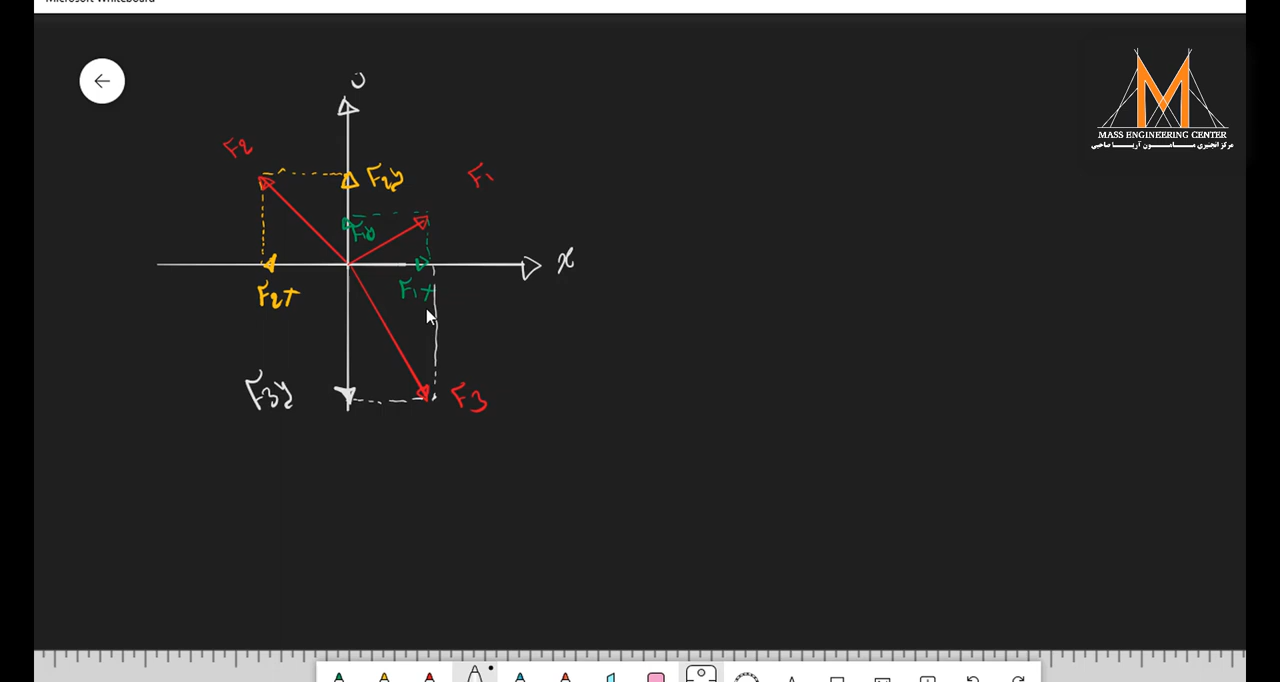 Microsoft Whiteboard
MASS ENGINEERING CENTER
y
F2
F2y
F1
F1y
x
F2x
F1x
F3y
F3